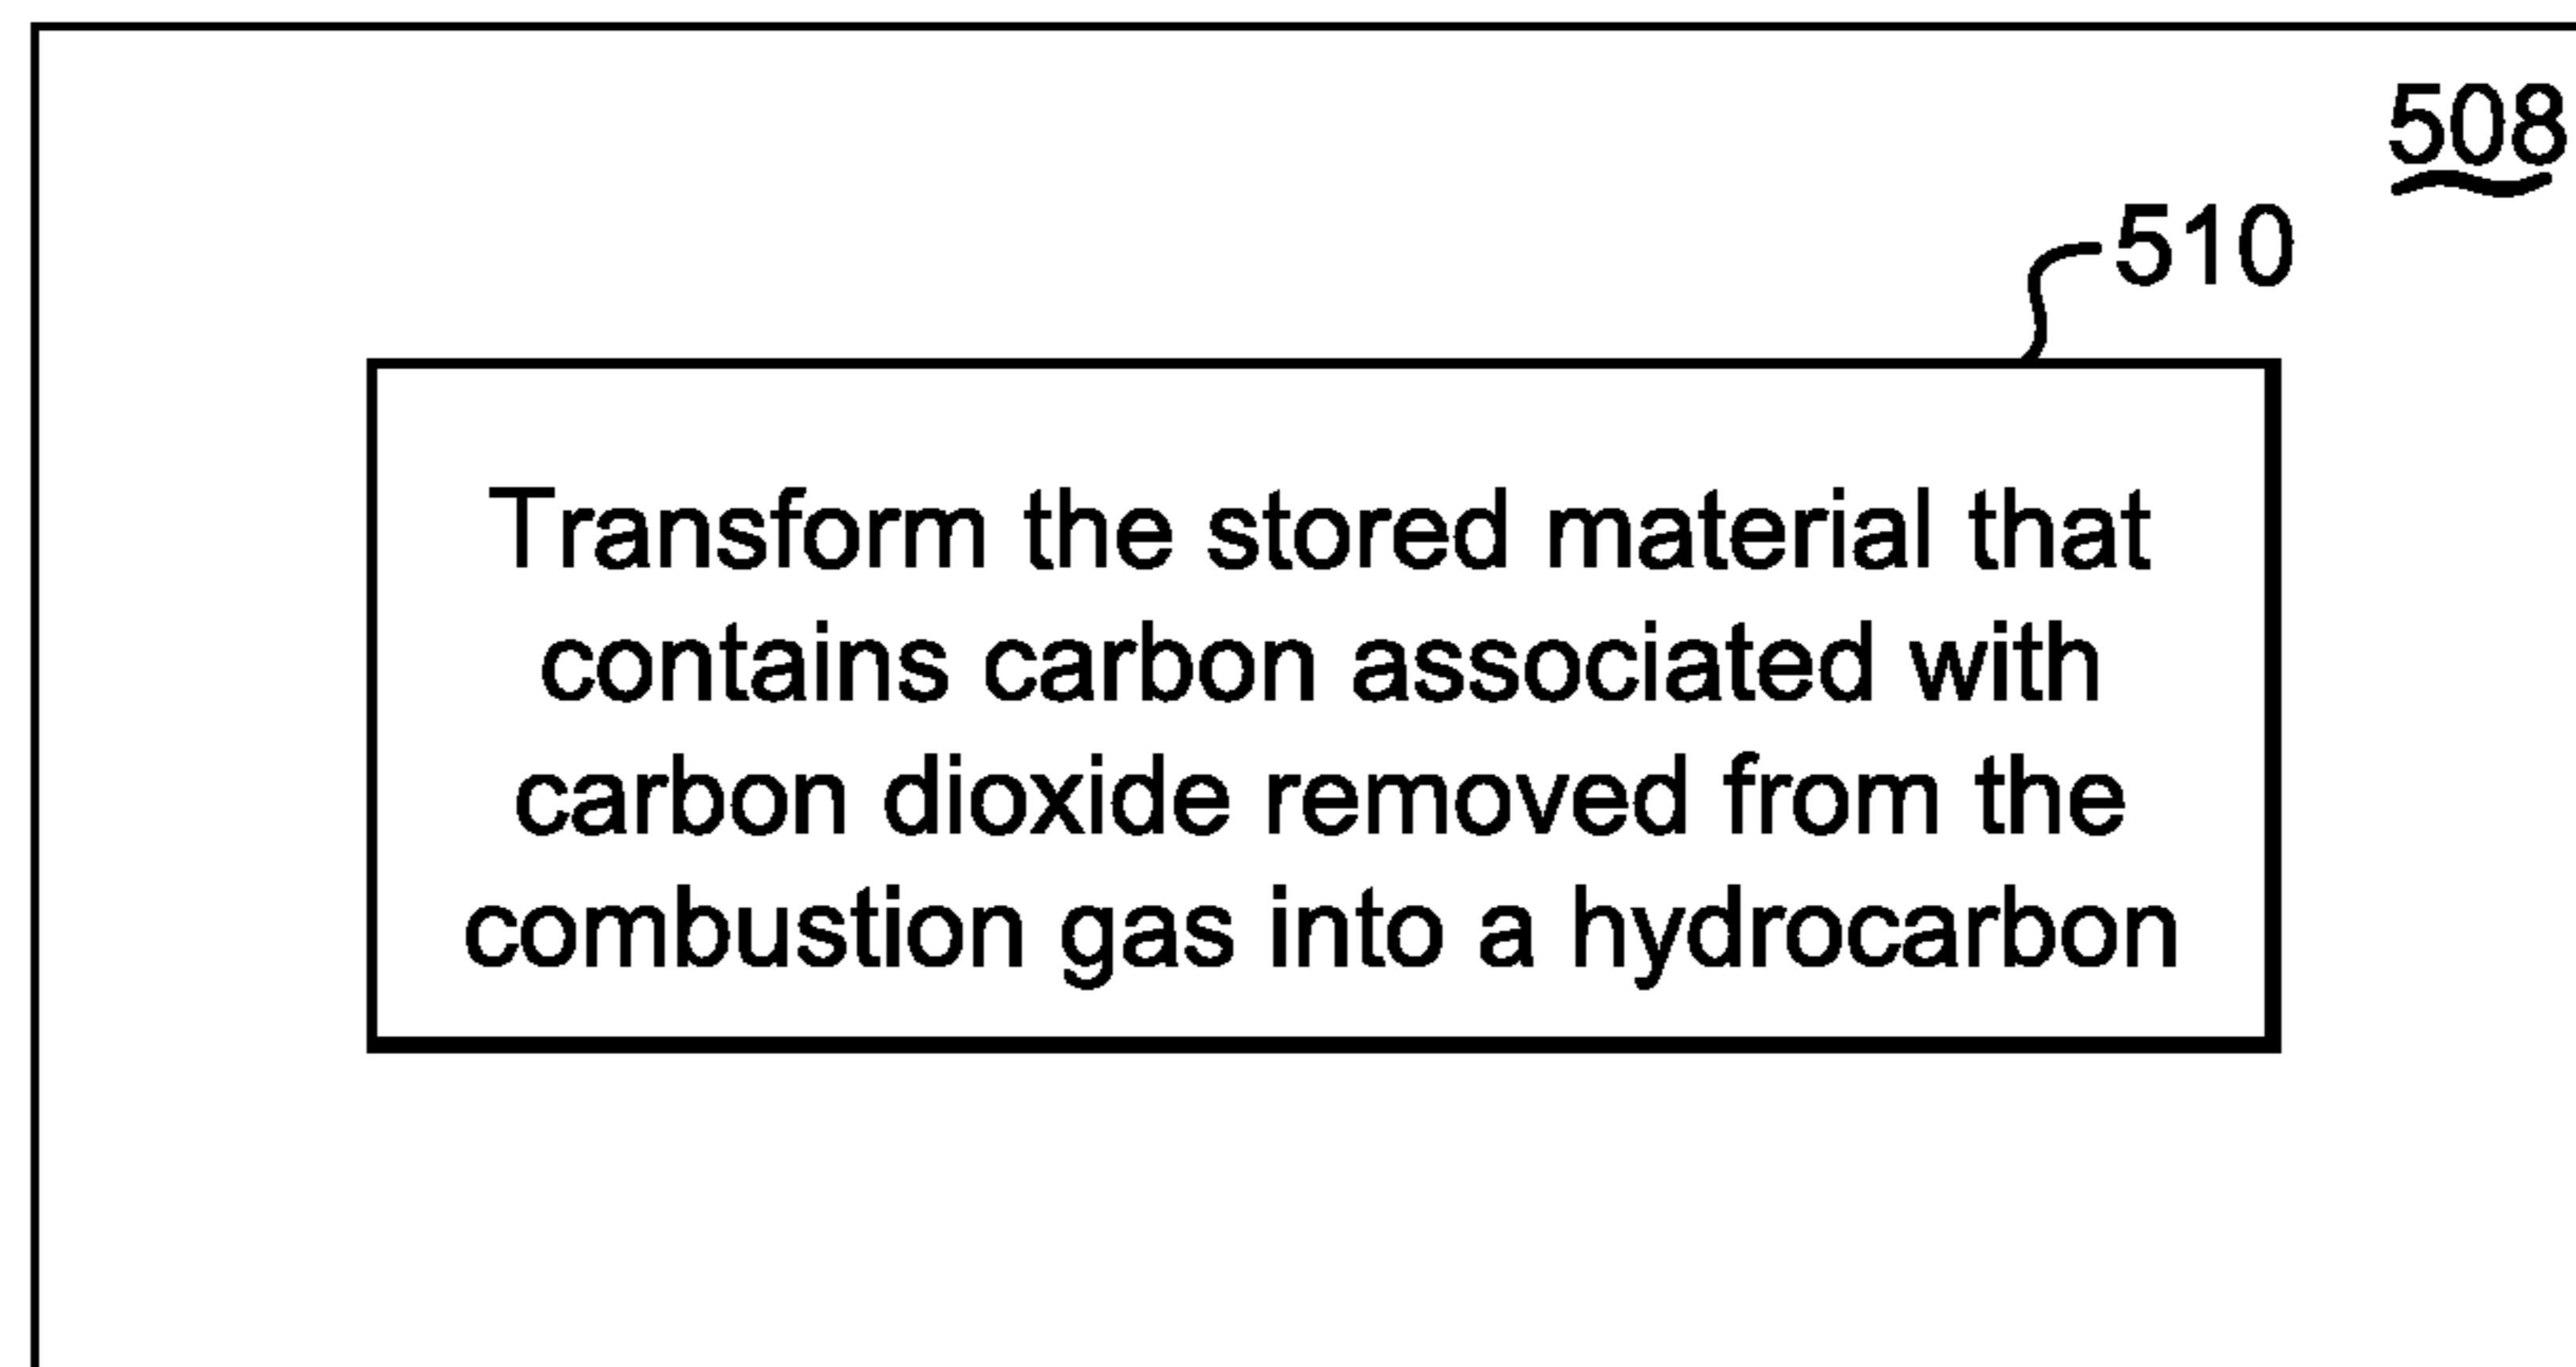 508
510
Transform the stored material that
contains carbon associated with
carbon dioxide removed from the
combustion gas into a hydrocarbon